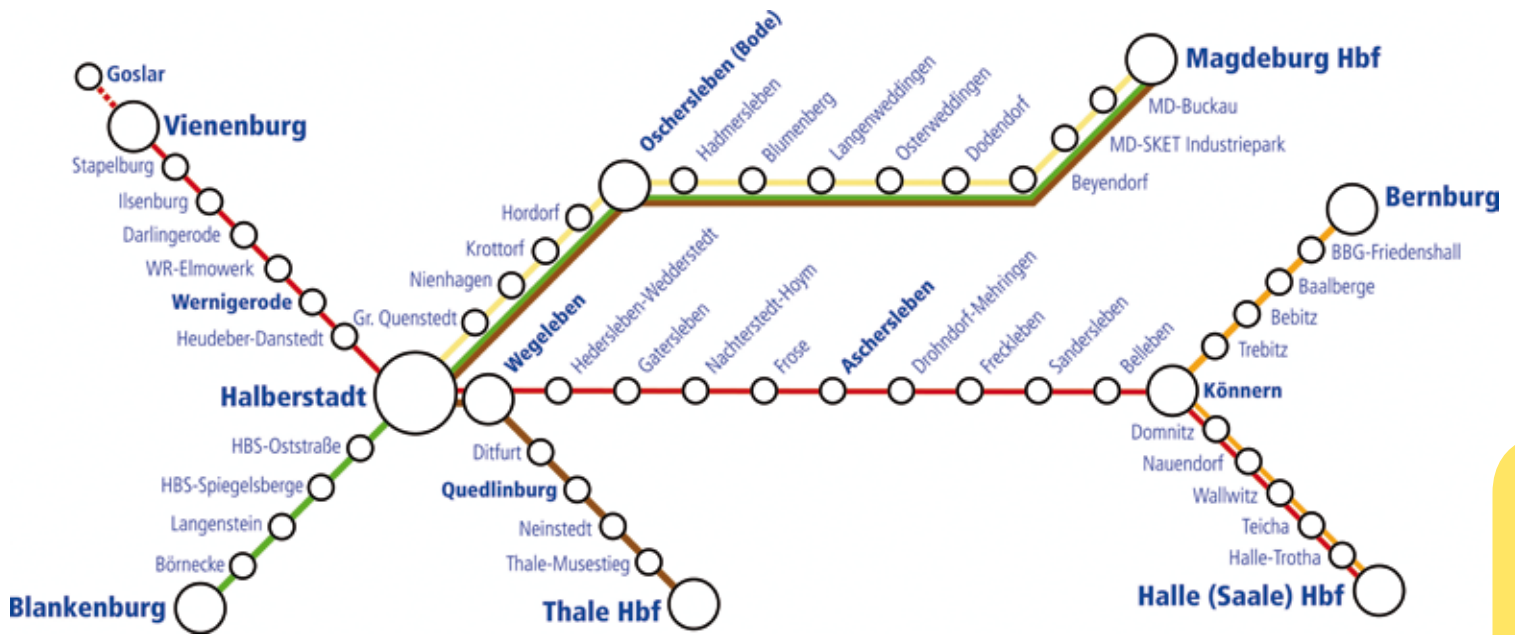 Goslar
Vienenburg
Stapelburg
Ilsenburg
Darlingerode
WR-Elmowerk
Wernigerode
Heudeber-Danstedt
Halberstadt
HBS-Oststraße
HBS-Spiegelsberge
Langenstein
Börnecke
Blankenburg
Gr. Quenstedt
Nienhagen
Krottorf
Hordorf
Oschersleben (Bode)
Hadmersleben
Blumenberg
Langenweddingen
Osterweddingen
Dodendorf
Beyendorf
MD-SKET Industriepark
MD-Buckau
Magdeburg Hbf
Wegeleben
Hedersleben-Wedderstedt
Gatersleben
Nachterstedt-Hoym
Frose
Aschersleben
Drohndorf-Mehringen
Freckleben
Sandersleben
Belleben
Könnern
Ditfurt
Quedlinburg
Neinstedt
Thale-Musestieg
Thale Hbf
Bernburg
BBG-Friedenshall
Baalberge
Bebitz
Trebitz
Domnitz
Nauendorf
Wallwitz
Teicha
Halle-Trotha
Halle (Saale) Hbf